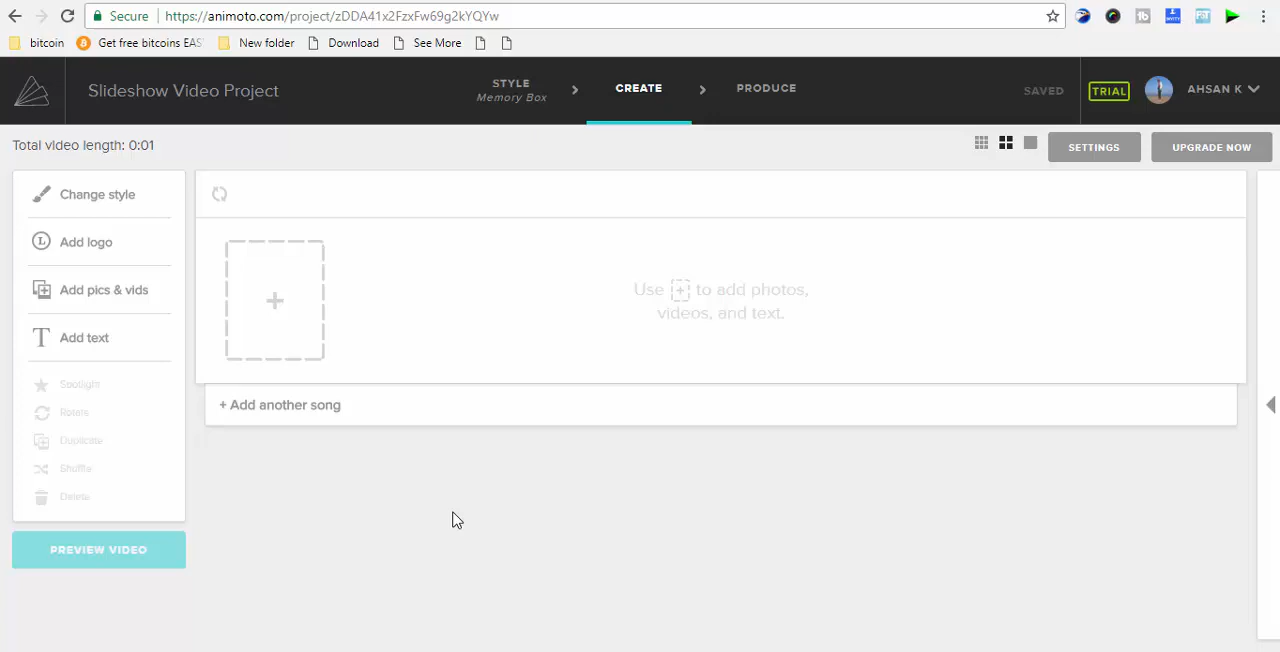 Secure https://animoto.com/project/zDDA41x2FzxFw69g2kYQYw
bitcoin Get free bitcoins EAS New folder Download See More
Slideshow Video Project
STYLE
Memory Box
CREATE
PRODUCE
SAVED
TRIAL
AHSAN K
Total video length: 0:01
SETTINGS
UPGRADE NOW
Change style
Add logo
Add pics & vids
Add text
Spotlight
Rotate
Duplicate
Shuffle
Delete
PREVIEW VIDEO
Use + to add photos,
videos, and text.
+ Add another song